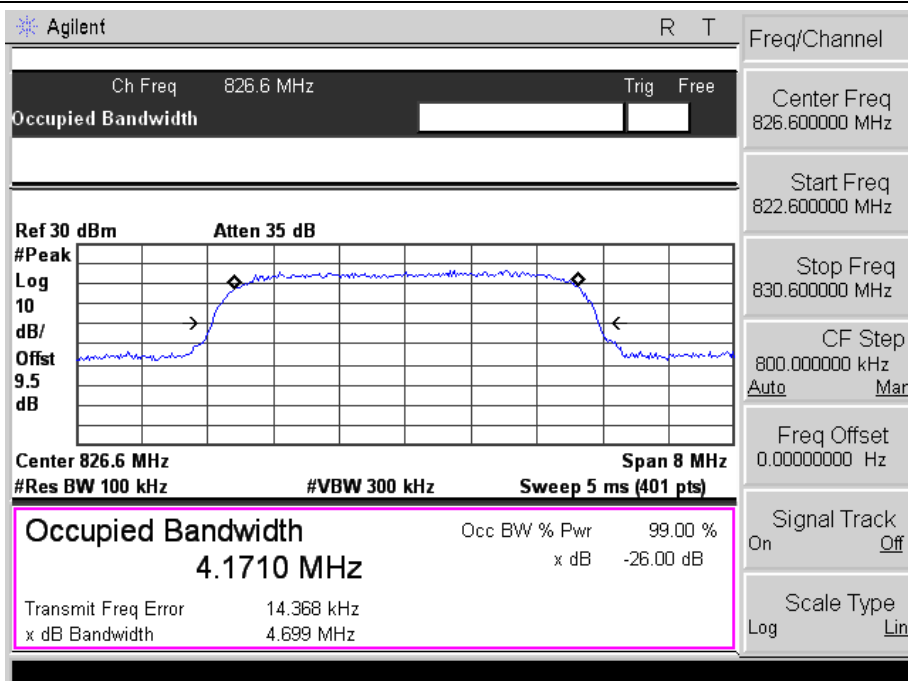 Agilent R T
Freq/Channel
Ch Freq 826.6 MHz Trig Free
Occupied Bandwidth
Center Freq
826.600000 MHz
Start Freq
822.600000 MHz
Stop Freq
830.600000 MHz
CF Step
800.000000 kHz
Auto Man
Freq Offset
0.00000000 Hz
Signal Track
On Off
Scale Type
Log Lin
Ref 30 dBm Atten 35 dB
#Peak
Log
10
dB/
Offst
9.5
dB
Center 826.6 MHz Span 8 MHz
#Res BW 100 kHz #VBW 300 kHz Sweep 5 ms (401 pts)
Occupied Bandwidth Occ BW % Pwr 99.00 %
4.1710 MHz x dB -26.00 dB
Transmit Freq Error 14.368 kHz
x dB Bandwidth 4.699 MHz